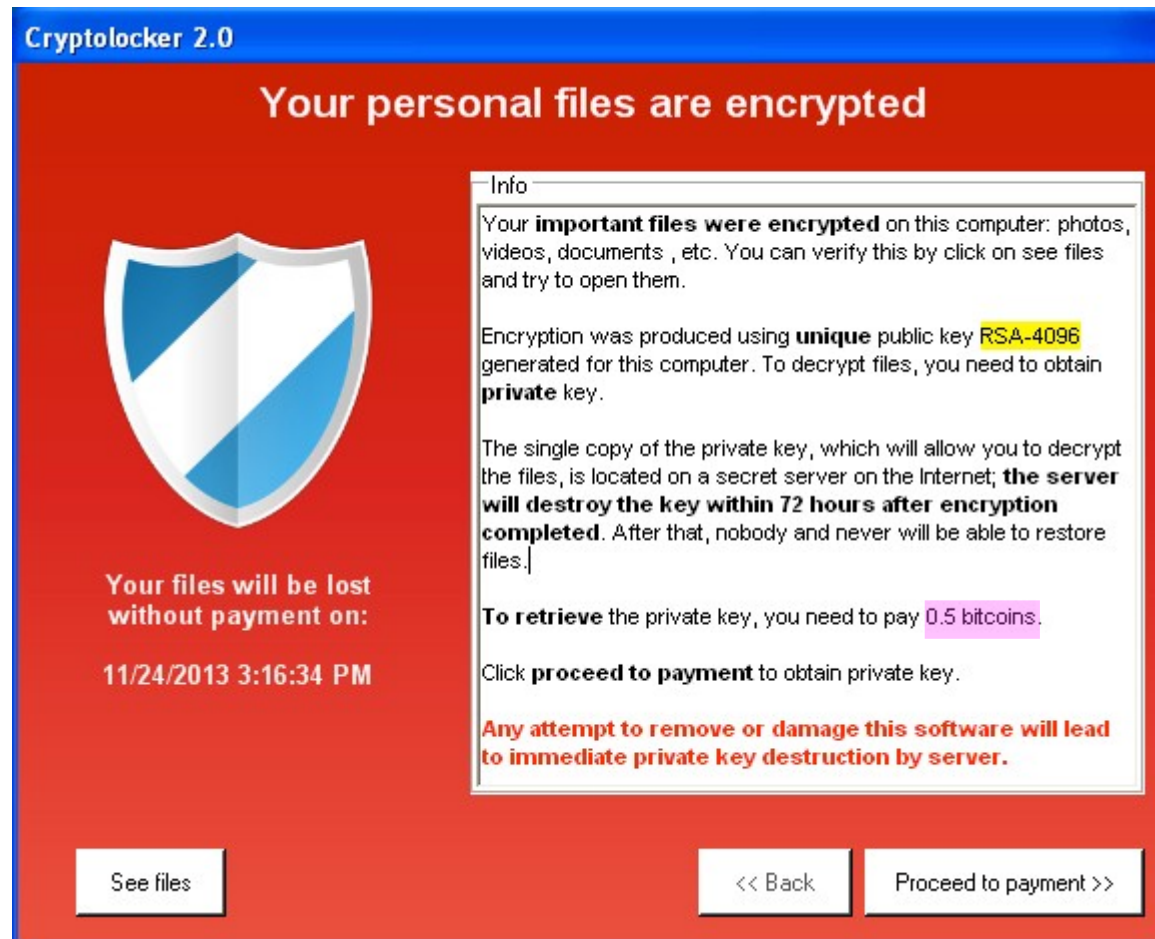 Cryptolocker 2.0
Your personal files are encrypted
Info
Your important files were encrypted on this computer: photos,
videos, documents , etc. You can verify this by click on see files
and try to open them.
Encryption was produced using unique public key RSA-4096
generated for this computer. To decrypt files, you need to obtain
private key.
The single copy of the private key, which will allow you to decrypt
the files, is located on a secret server on the Internet; the server
will destroy the key within 72 hours after encryption
completed. After that, nobody and never will be able to restore
files.
To retrieve the private key, you need to pay 0.5 bitcoins.
Click proceed to payment to obtain private key.
Any attempt to remove or damage this software will lead
to immediate private key destruction by server.
Your files will be lost
without payment on:
11/24/2013 3:16:34 PM
See files
<< Back
Proceed to payment >>